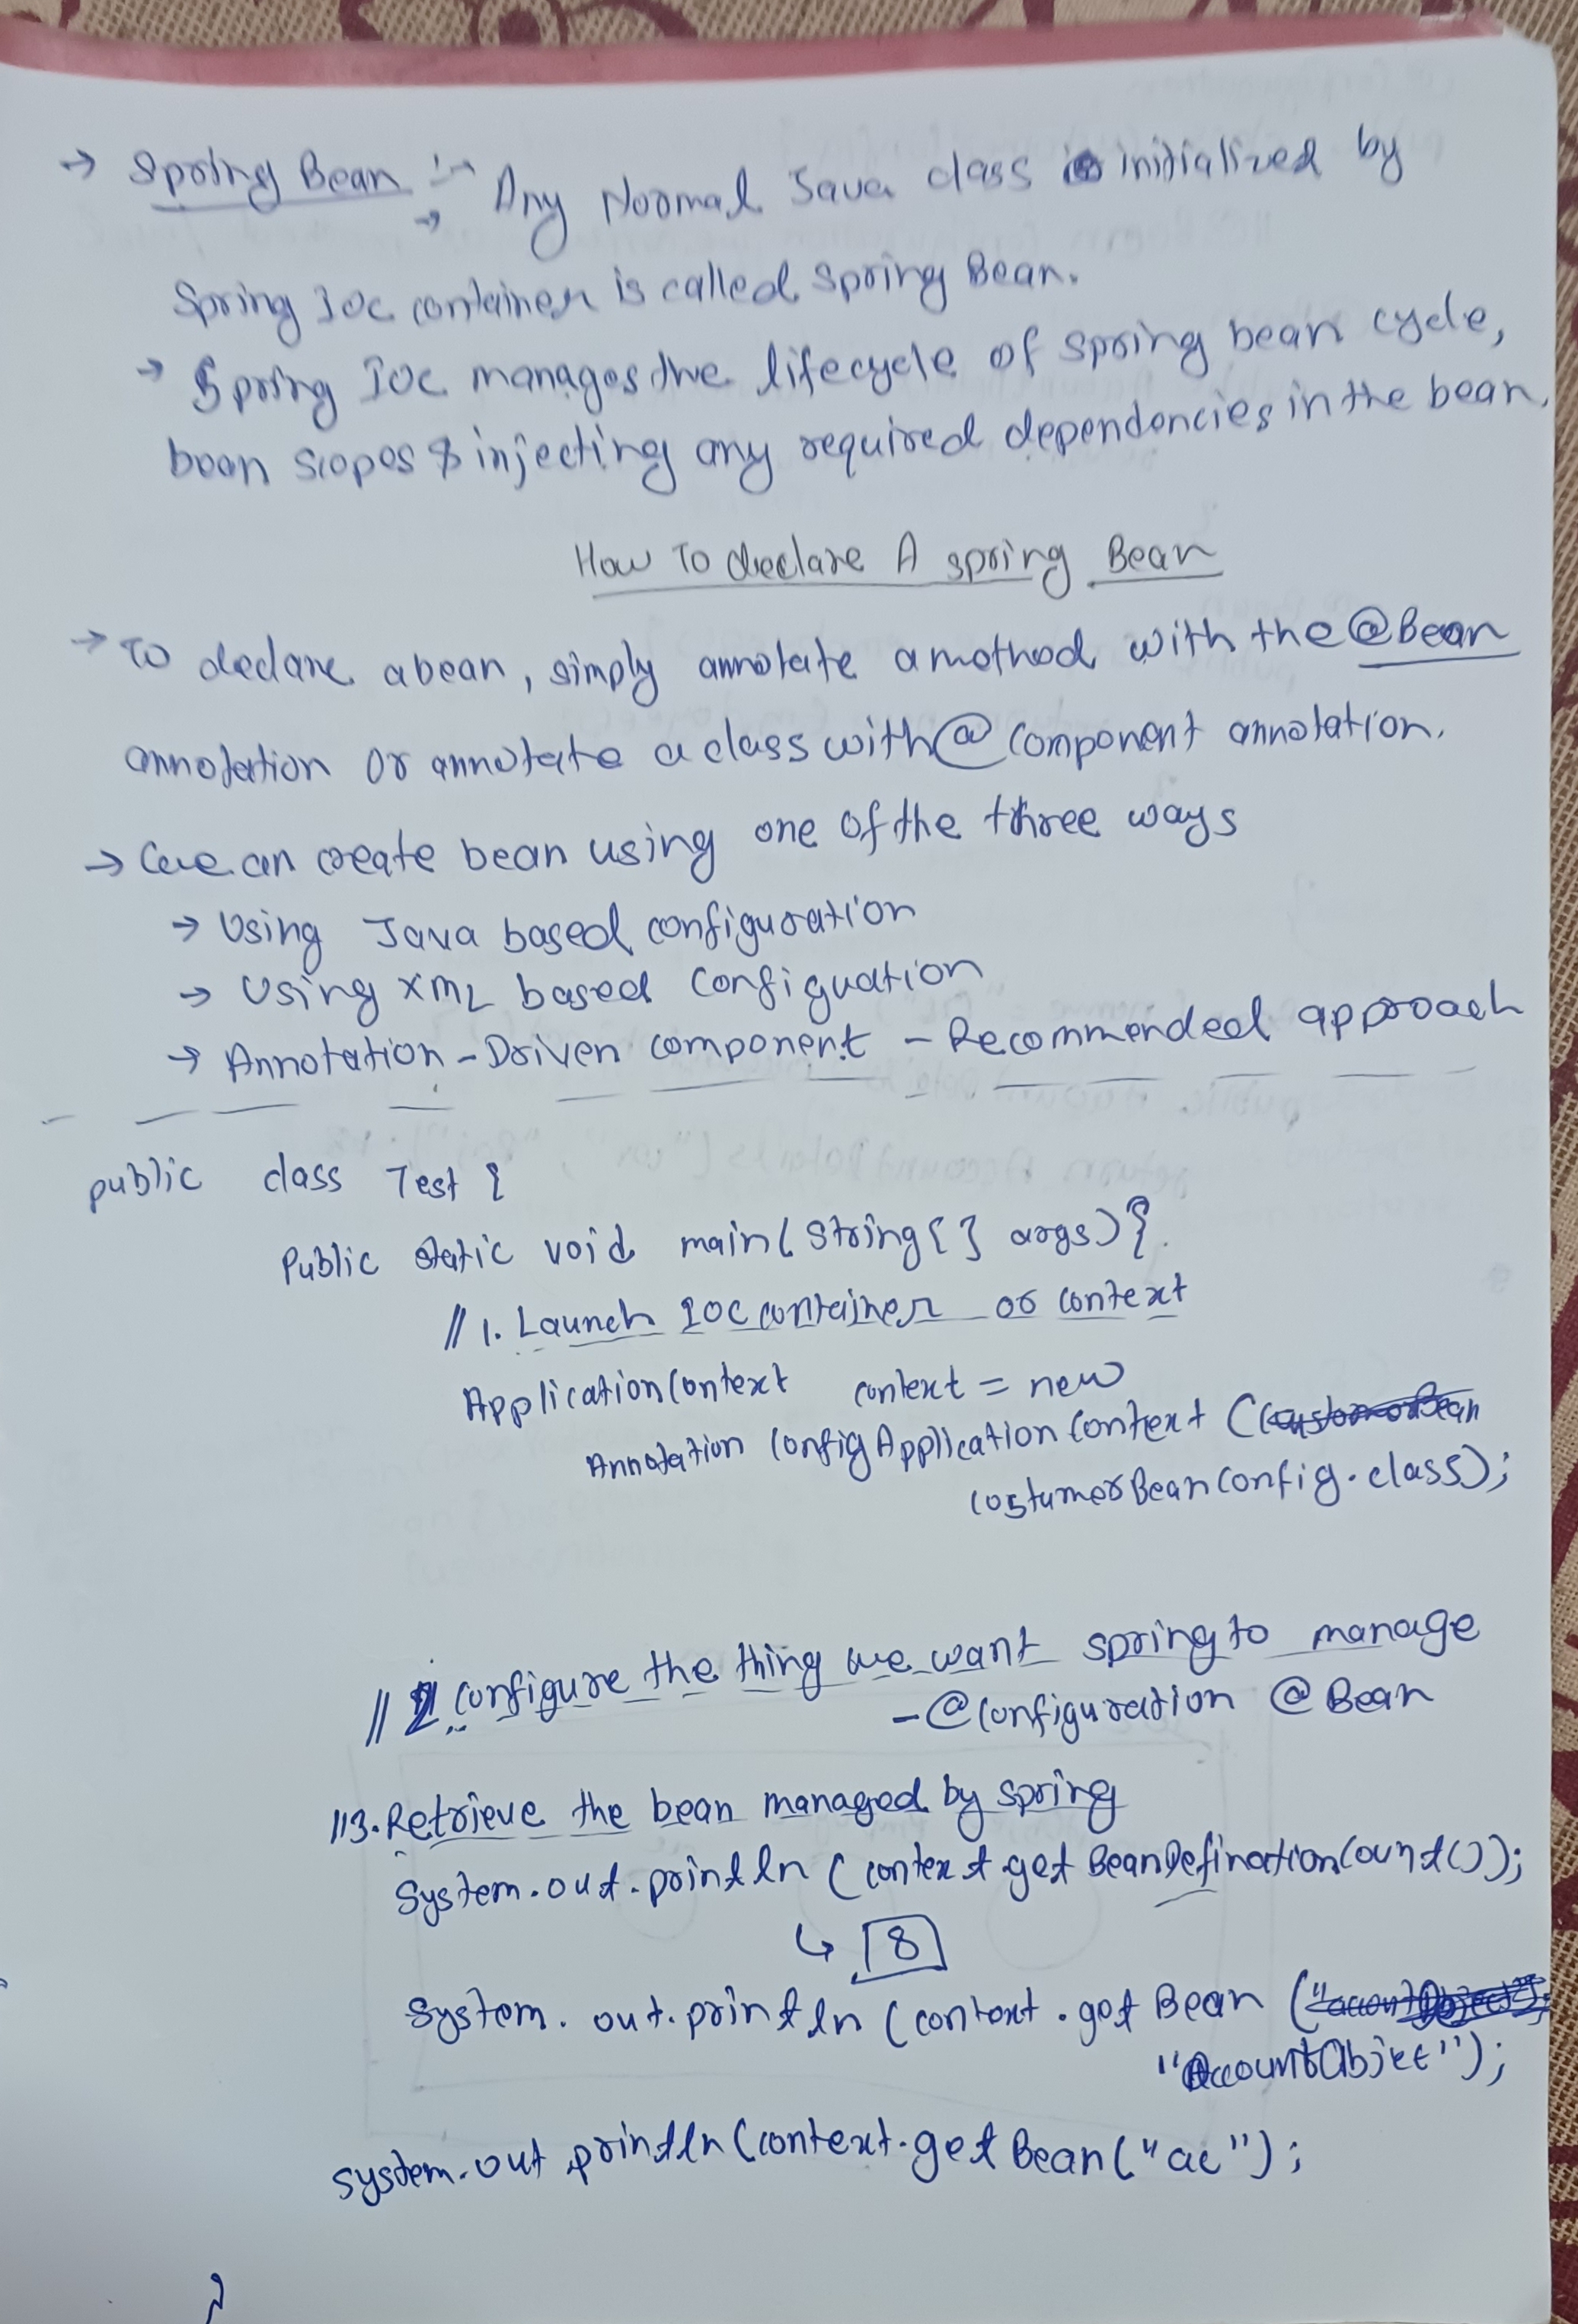 → Spring Bean :→ Any Normal Java class initialized by
→
Spring IOC container is called Spring Bean.
→ Spring IOC manages the lifecycle of spring bean cycle,
bean scopes & injecting any required dependencies in the bean.
How To declare A spring Bean
→ To declare a bean, simply annotate a method with the @Bean
annotation or annotate a class with @component annotation.
→ We can create bean using one of the three ways
→ Using Java based configuration
→ Using XML based configuation
→ Annotation-Driven component - Recommended approach
public class Test {
Public static void main(String[] args){
// 1. Launch IOC container or context
ApplicationContext context = new
Annotation ConfigApplicationContext (CustomerBean
CostumerBeanConfig.class);
// 2. Configure the thing we want spring to manage
- @Configuration @Bean
//3. Retrieve the bean managed by spring
System.out.println (context.getBeanDefinationCount());
↳ 8
System.out.println (context.getBean (
"AccountObject");
system.out.println(context.getBean("ac");